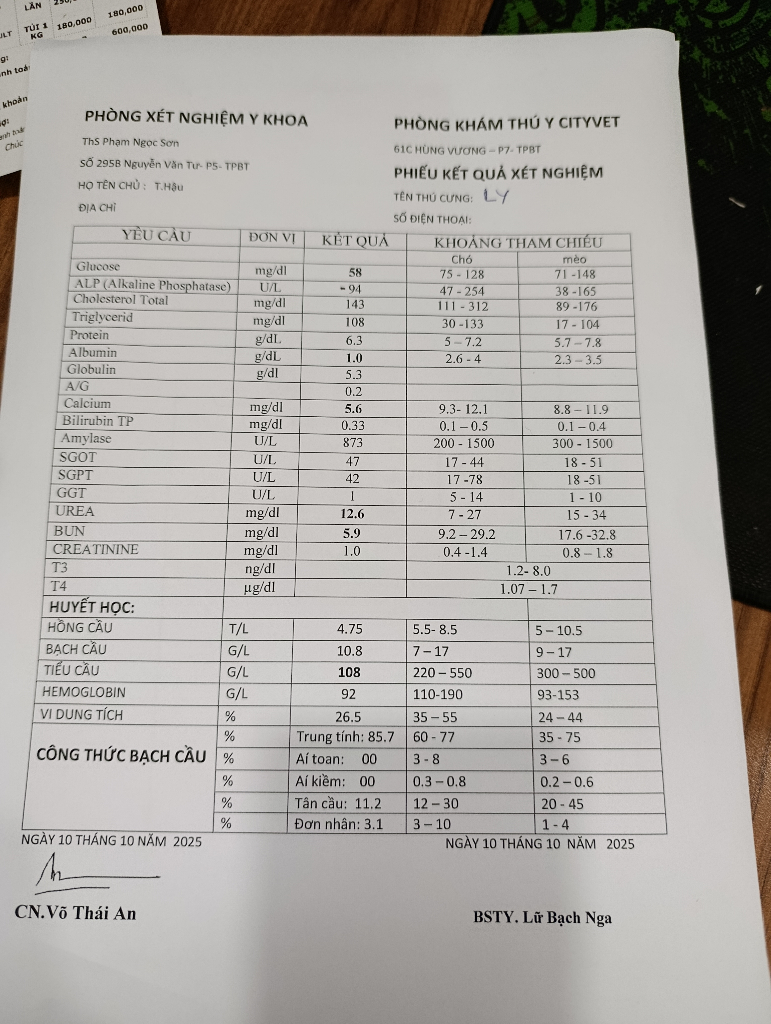 LẦN
180,000
TÚI 1
KG
180,000
600,000
PHÒNG XÉT NGHIỆM Y KHOA
ThS Phạm Ngọc Sơn
SỐ 295B Nguyễn Văn Tư- P5- TPBT
HỌ TÊN CHỦ : T.Hậu
ĐỊA CHỈ
PHÒNG KHÁM THÚ Y CITYVET
61C HÙNG VƯƠNG – P7- TPBT
PHIẾU KẾT QUẢ XÉT NGHIỆM
TÊN THÚ CƯNG: LY
SỐ ĐIỆN THOẠI:
YÊU CẦU ĐƠN VỊ KẾT QUẢ KHOẢNG THAM CHIẾU
Chó mèo
Glucose mg/dl 58 75 - 128 71 -148
ALP (Alkaline Phosphatase) U/L - 94 47 - 254 38 -165
Cholesterol Total mg/dl 143 111 - 312 89 -176
Triglycerid mg/dl 108 30 -133 17 - 104
Protein g/dL 6.3 5 – 7.2 5.7 – 7.8
Albumin g/dL 1.0 2.6 - 4 2.3 – 3.5
Globulin g/dl 5.3
A/G 0.2
Calcium mg/dl 5.6 9.3- 12.1 8.8 – 11.9
Bilirubin TP mg/dl 0.33 0.1 – 0.5 0.1 – 0.4
Amylase U/L 873 200 - 1500 300 - 1500
SGOT U/L 47 17 - 44 18 - 51
SGPT U/L 42 17 -78 18 -51
GGT U/L 1 5 - 14 1 - 10
UREA mg/dl 12.6 7 - 27 15 - 34
BUN mg/dl 5.9 9.2 – 29.2 17.6 -32.8
CREATININE mg/dl 1.0 0.4 -1.4 0.8 – 1.8
T3 ng/dl 1.2- 8.0
T4 µg/dl 1.07 – 1.7
HUYẾT HỌC:
HỒNG CẦU T/L 4.75 5.5- 8.5 5 – 10.5
BẠCH CẦU G/L 10.8 7 – 17 9 – 17
TIỂU CẦU G/L 108 220 – 550 300 – 500
HEMOGLOBIN G/L 92 110-190 93-153
VI DUNG TÍCH % 26.5 35 – 55 24 – 44
CÔNG THỨC BẠCH CẦU % Trung tính: 85.7 60 - 77 35 - 75
% Aí toan: 00 3 - 8 3 – 6
% Aí kiềm: 00 0.3 – 0.8 0.2 – 0.6
% Tân cầu: 11.2 12 – 30 20 - 45
% Đơn nhân: 3.1 3 – 10 1 - 4
NGÀY 10 THÁNG 10 NĂM 2025 NGÀY 10 THÁNG 10 NĂM 2025
CN.Võ Thái An BSTY. Lữ Bạch Nga